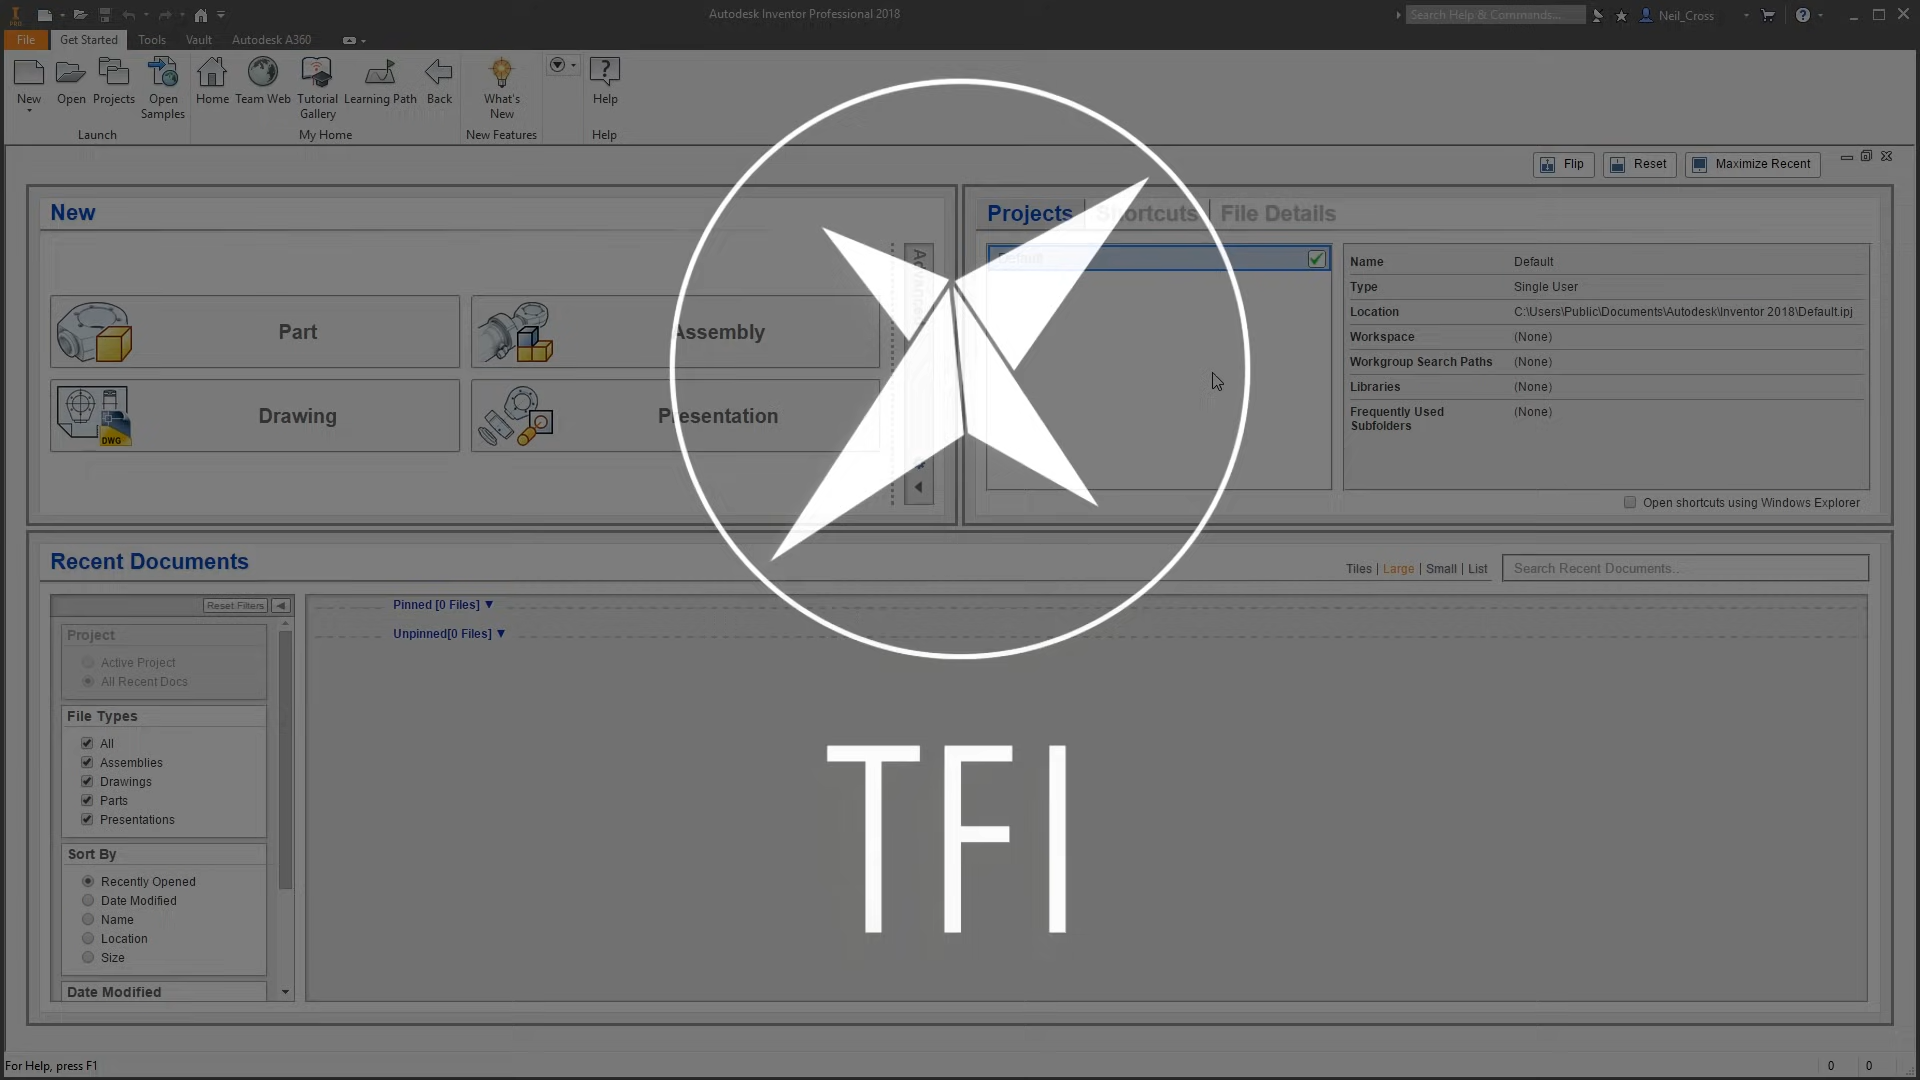 PRO
Autodesk Inventor Professional 2018
Search Help & Commands...
Neil_Cross
File
Get Started
Tools
Vault
Autodesk A360
New
Open
Projects
Open Samples
Home
Team Web
Tutorial Gallery
Learning Path
Back
What's New
Help
Launch
My Home
New Features
Help
Flip
Reset
Maximize Recent
New
Projects
Shortcuts
File Details
Part
Assembly
Drawing
DWG
Presentation
Default
Name Default
Type Single User
Location C:\Users\Public\Documents\Autodesk\Inventor 2018\Default.ipj
Workspace (None)
Workgroup Search Paths (None)
Libraries (None)
Frequently Used Subfolders (None)
Open shortcuts using Windows Explorer
Recent Documents
Tiles | Large | Small | List
Search Recent Documents...
Reset Filters
Pinned [0 Files]
Unpinned[0 Files]
Project
Active Project
All Recent Docs
File Types
All
Assemblies
Drawings
Parts
Presentations
Sort By
Recently Opened
Date Modified
Name
Location
Size
Date Modified
TFI
For Help, press F1
0 0